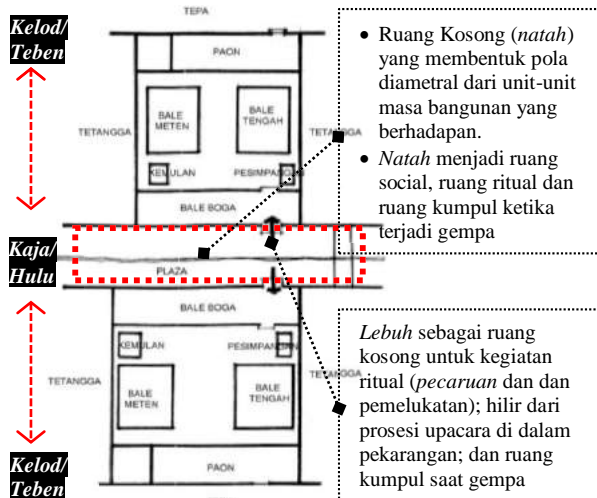 TEPA
Kelod/
Teben
PAON
BALE
METEN
BALE
TENGAH
TETANGGA
TETANGGA
KEMULAN
PESIMPANGAN
BALE BOGA
Kaja/
Hulu
PLAZA
BALE BOGA
KEMULAN
PESIMPANGAN
TETANGGA
TETANGGA
BALE
METEN
BALE
TENGAH
PAON
Kelod/
Teben
• Ruang Kosong (natah)
yang membentuk pola
diametral dari unit-unit
masa bangunan yang
berhadapan.
• Natah menjadi ruang
social, ruang ritual dan
ruang kumpul ketika
terjadi gempa
Lebuh sebagai ruang
kosong untuk kegiatan
ritual (pecaruan dan dan
pemelukatan); hilir dari
prosesi upacara di dalam
pekarangan; dan ruang
kumpul saat gempa